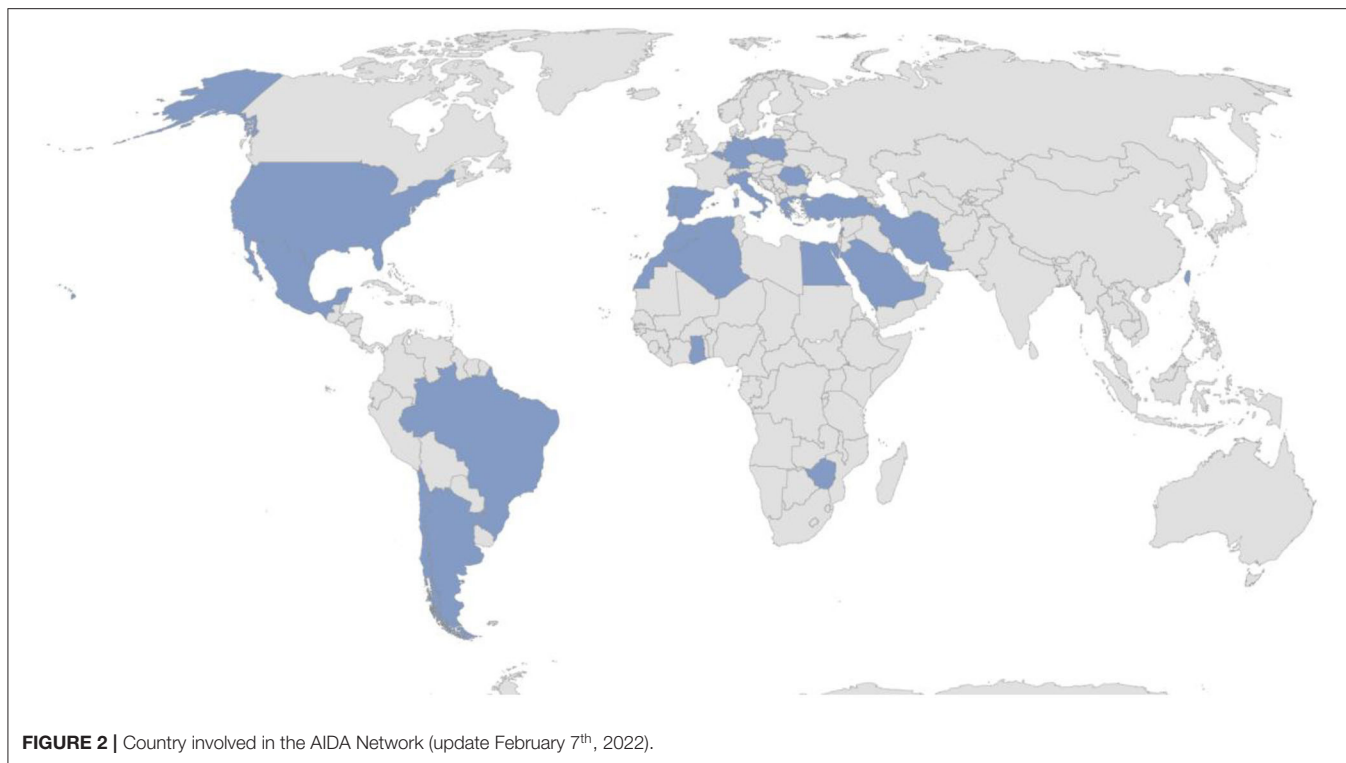 FIGURE 2 | Country involved in the AIDA Network (update February 7th, 2022).